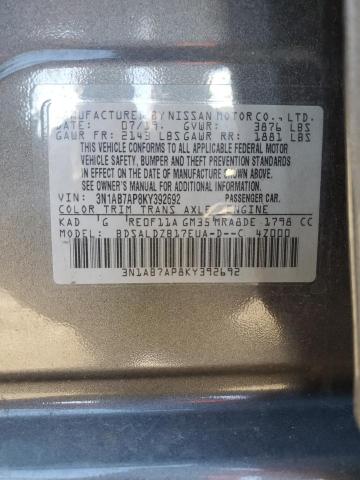 MANUFACTURED BY NISSAN MOTOR CO., LTD.
DATE: 07/19 GVWR: 3876 LBS
GAWR FR: 2143 LBS GAWR RR: 1881 LBS
THIS VEHICLE CONFORMS TO ALL APPLICABLE FEDERAL MOTOR
VEHICLE SAFETY, BUMPER AND THEFT PREVENTION STANDARDS
IN EFFECT ON THE DATE OF MANUFACTURE SHOWN ABOVE.
SEE OWNER'S MANUAL FOR ADDITIONAL INFORMATION.
VIN: 3N1AB7AP8KY392692 PASSENGER CAR.
COLOR TRIM TRANS AXLE ENGINE
KAD G RE0F11A GM35 MRA8DE 1798 CC
BDSALDZB17EUA-D--C 4Z000
3N1AB7AP8KY392692